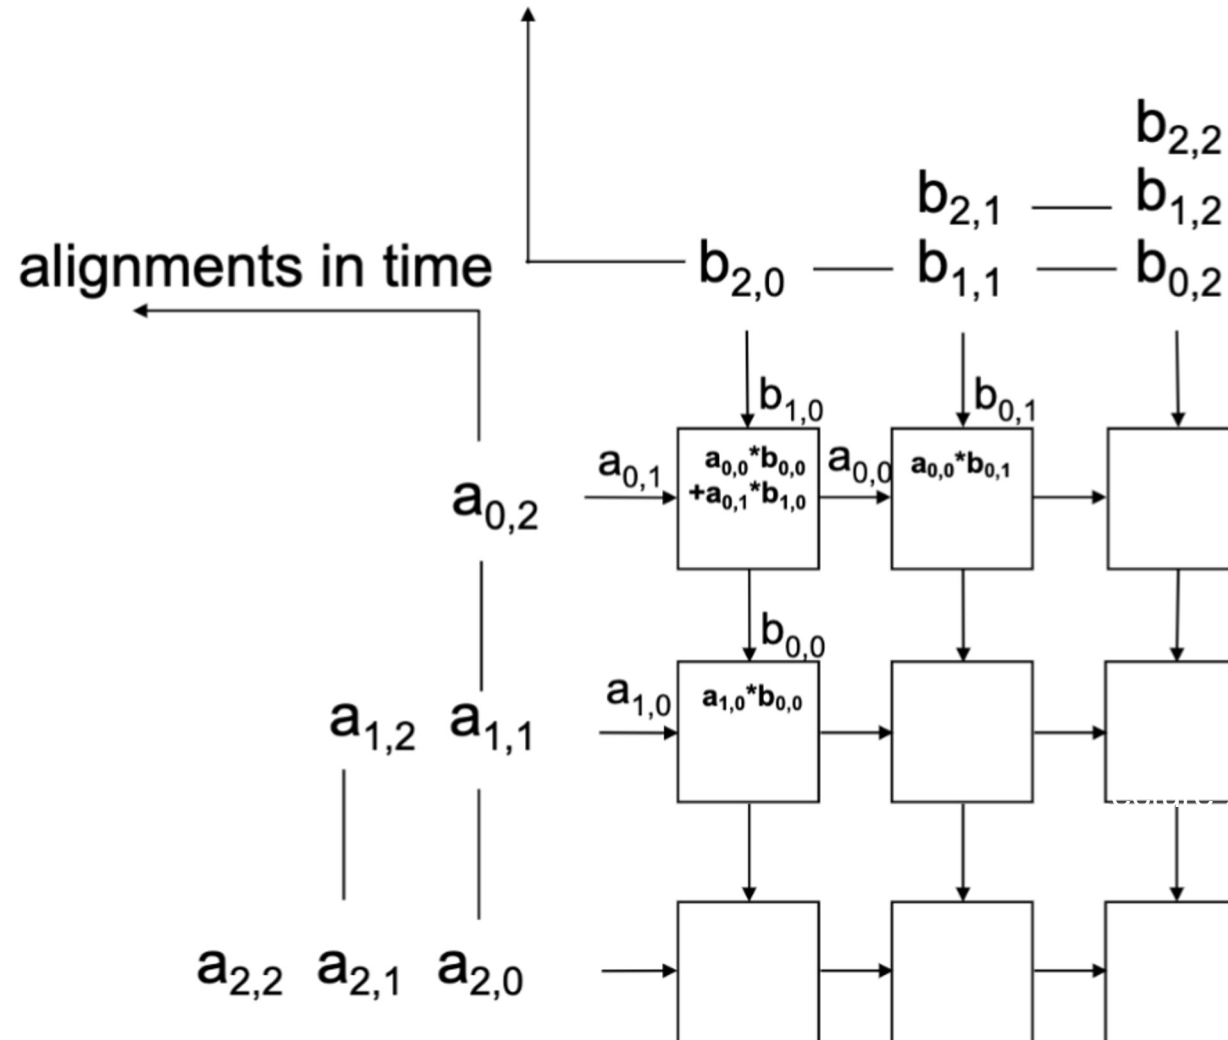 b2,2
b2,1 b1,2
alignments in time b2,0 b1,1 b0,2
b1,0 b0,1
a0,1 a0,0*b0,0 a0,0 a0,0*b0,1
a0,2 +a0,1*b1,0
b0,0
a1,0 a1,0*b0,0
a1,2 a1,1
a2,2 a2,1 a2,0